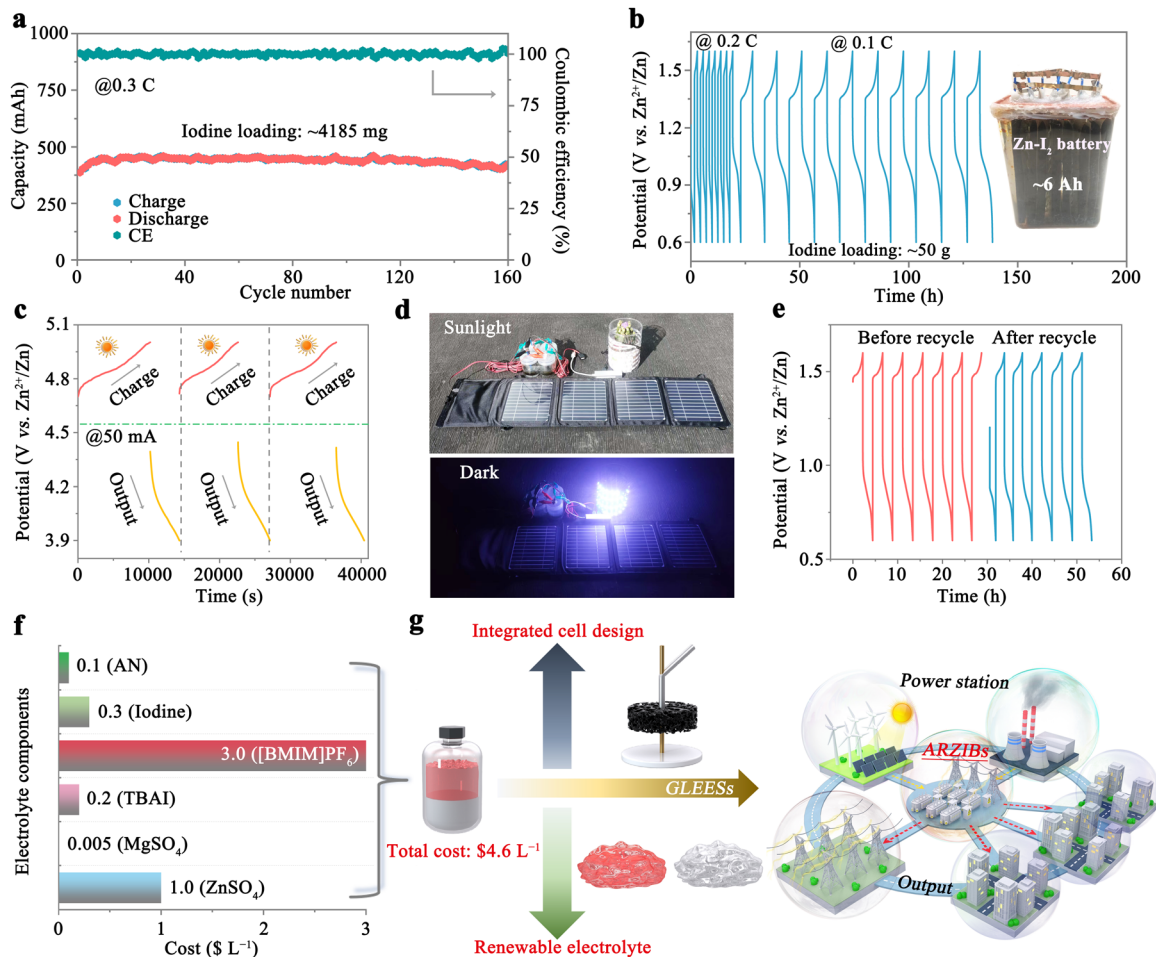 a
1000
750
500
250
0
Capacity (mAh)
@0.3 C
Iodine loading: ~4185 mg
Charge
Discharge
CE
0 40 80 120 160
Cycle number
100
75
50
25
0
Coulombic efficiency (%)
b
@ 0.2 C @ 0.1 C
1.5
1.2
0.9
0.6
Potential (V vs. Zn²⁺/Zn)
Zn-I₂ battery
~6 Ah
Iodine loading: ~50 g
0 25 50 75 100 125 150 175 200
Time (h)
c
5.1
4.8
4.5
4.2
3.9
Potential (V vs. Zn²⁺/Zn)
Charge Charge Charge
@50 mA
Output Output Output
0 10000 20000 30000 40000
Time (s)
d
Sunlight
Dark
e
Before recycle After recycle
1.5
1.0
0.5
Potential (V vs. Zn²⁺/Zn)
0 10 20 30 40 50 60
Time (h)
f
Electrolyte components
0.1 (AN)
0.3 (Iodine)
3.0 ([BMIM]PF₆)
0.2 (TBAI)
0.005 (MgSO₄)
1.0 (ZnSO₄)
0 1 2 3
Cost ($ L⁻¹)
g
Integrated cell design
GLEESs
Total cost: $4.6 L⁻¹
Renewable electrolyte
Power station
ARZIBs
Output